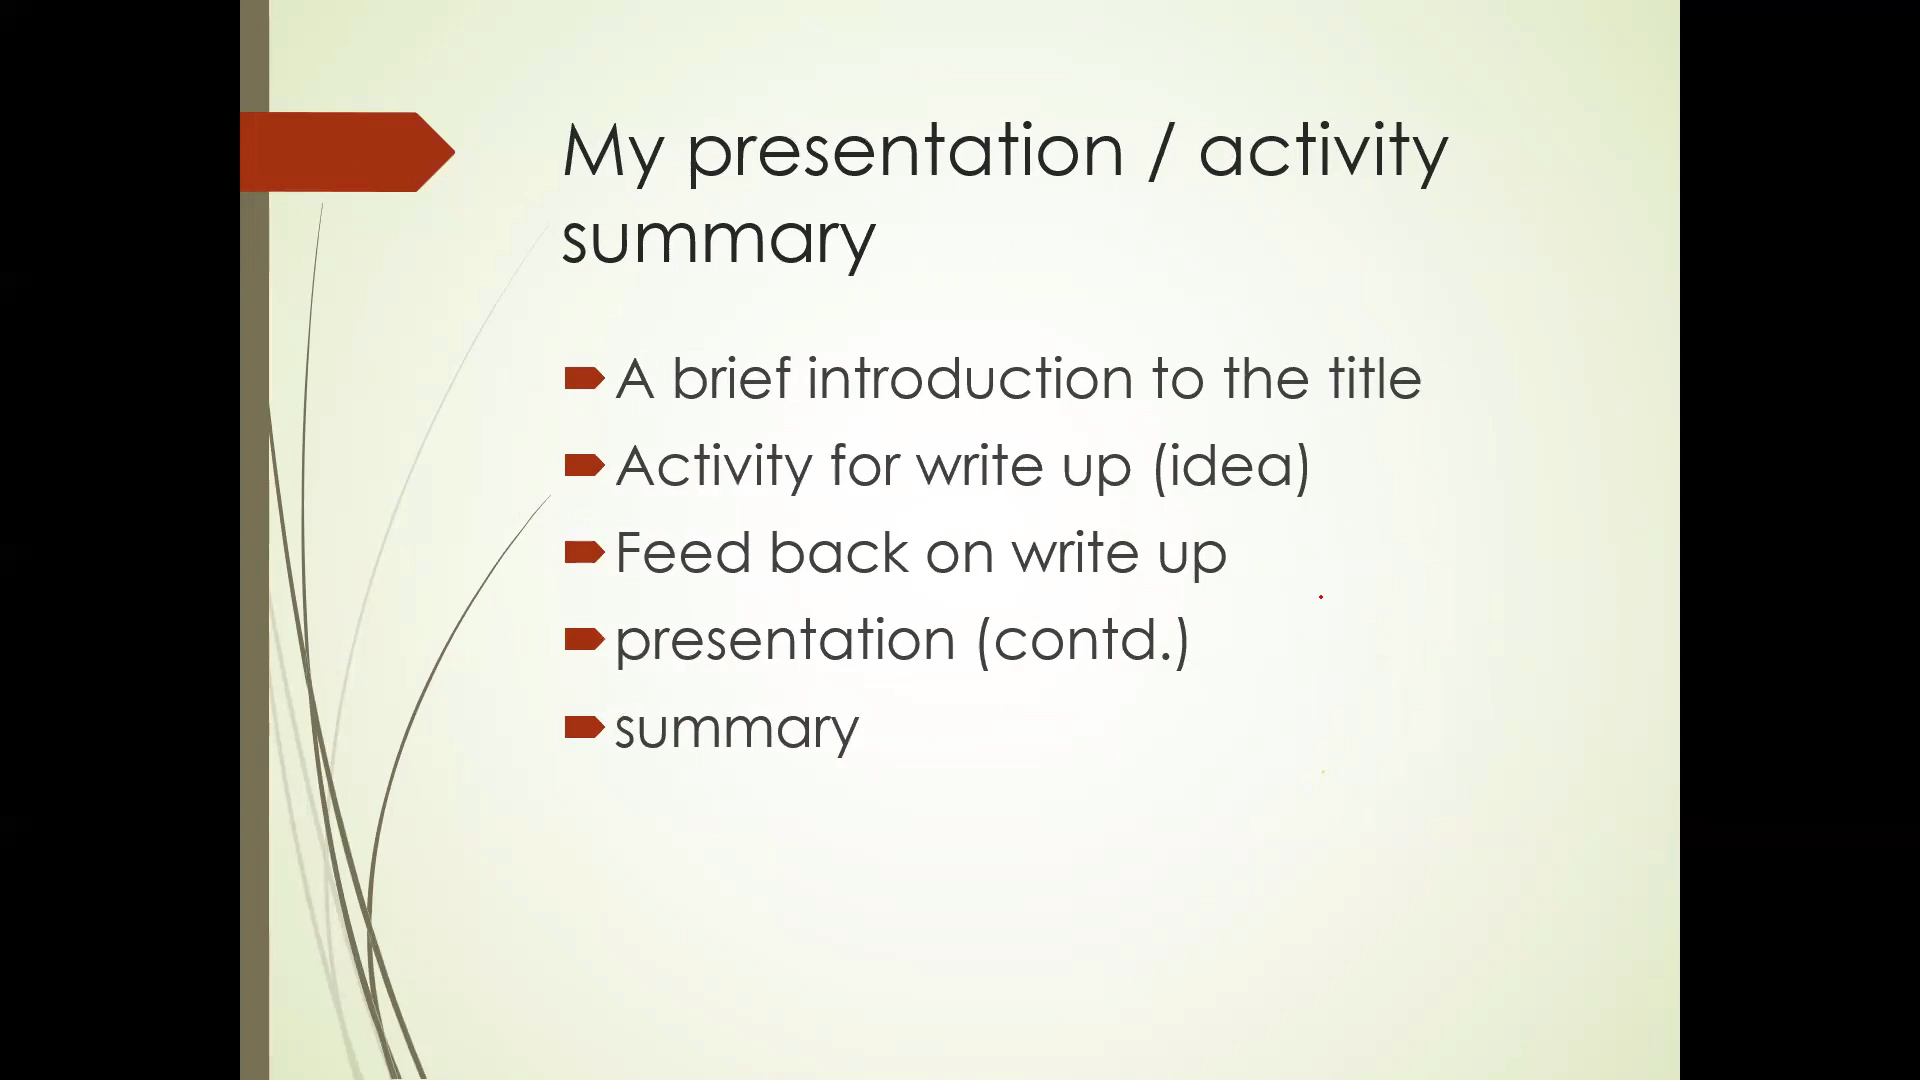 My presentation / activity
summary
A brief introduction to the title
Activity for write up (idea)
Feed back on write up
presentation (contd.)
summary